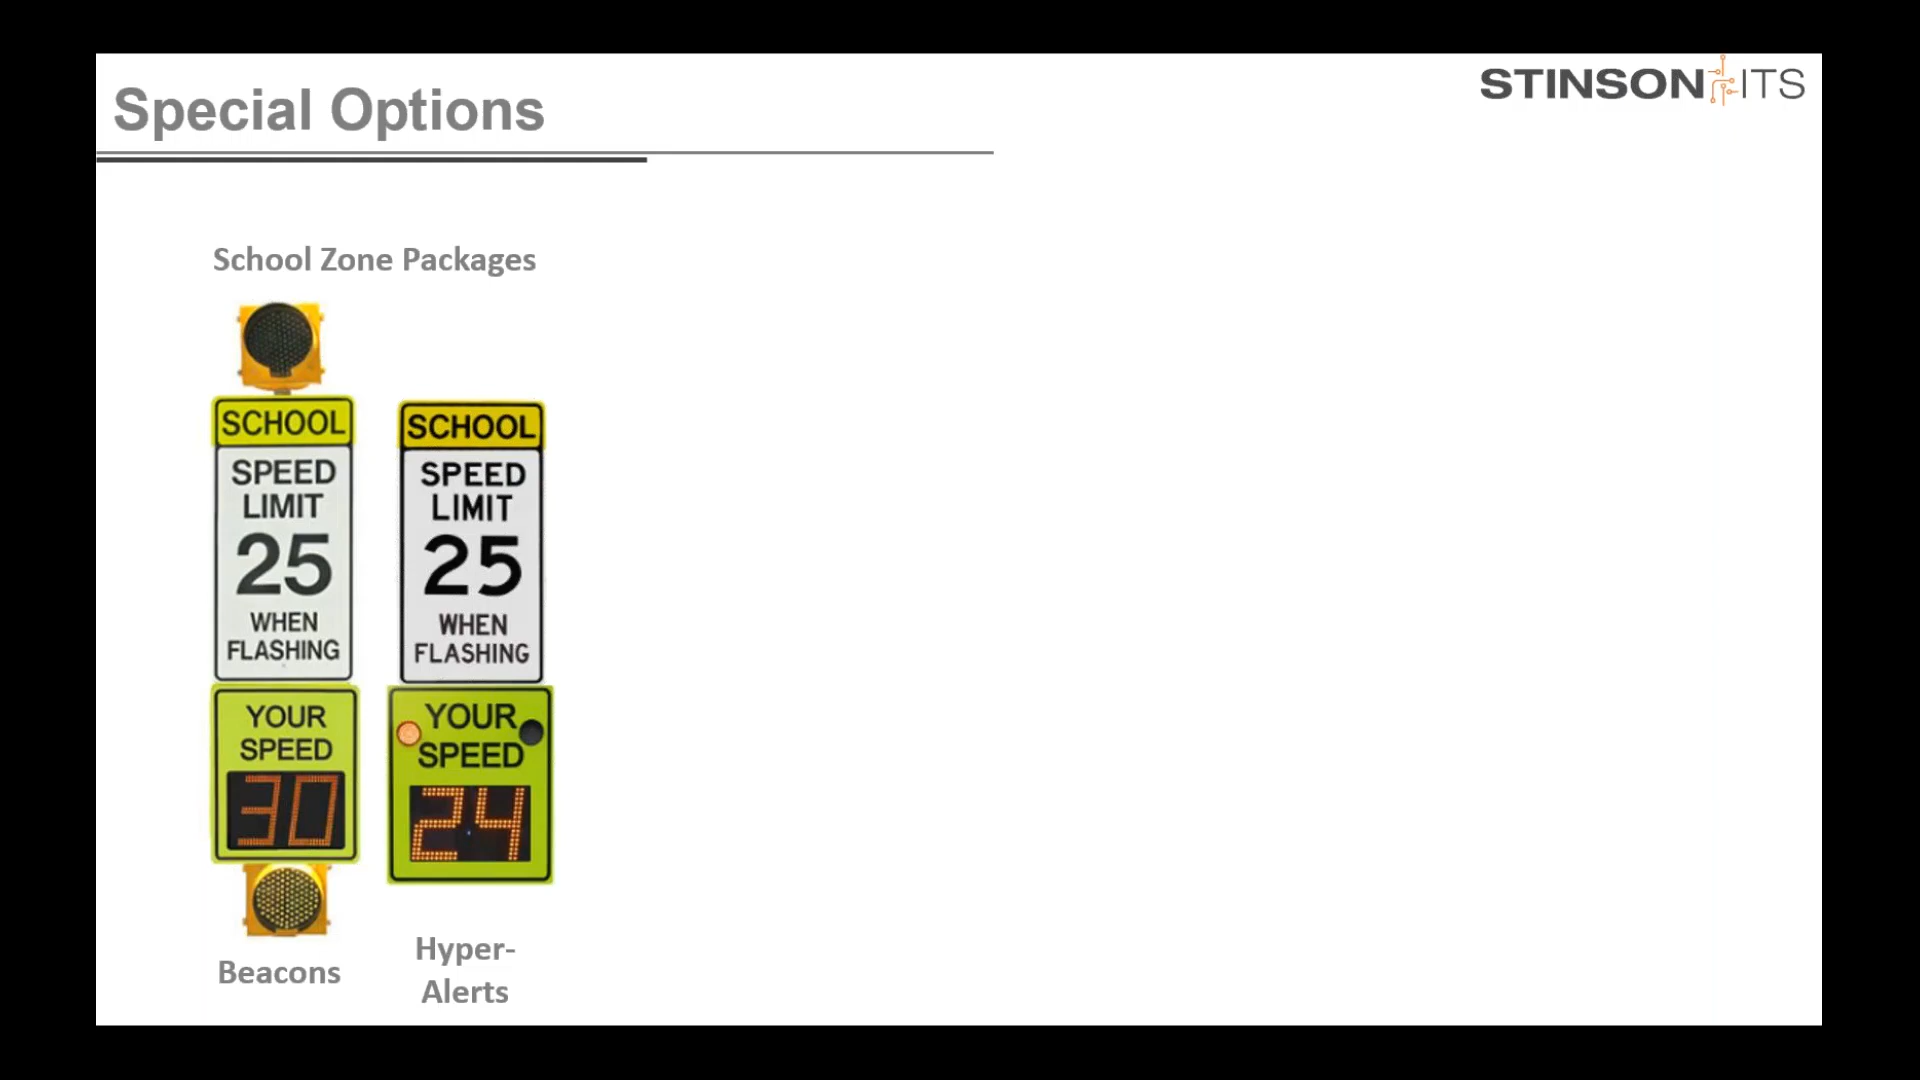 Special Options
STINSON ITS
School Zone Packages
SCHOOL
SPEED
LIMIT
25
WHEN
FLASHING
YOUR
SPEED
30
Beacons
SCHOOL
SPEED
LIMIT
25
WHEN
FLASHING
YOUR
SPEED
24
Hyper-
Alerts